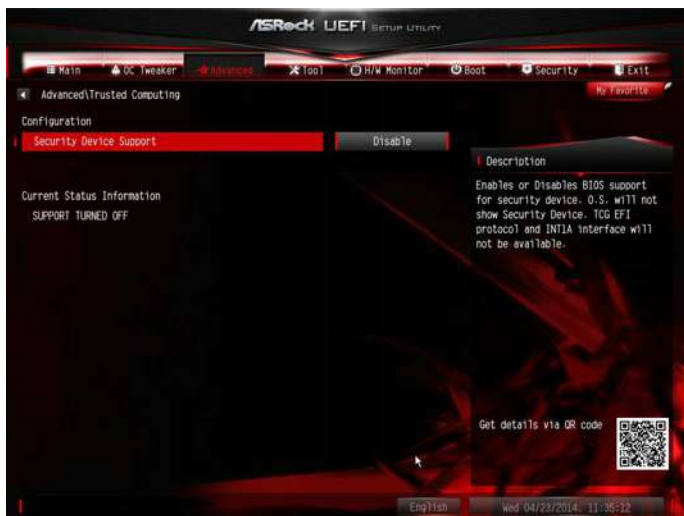 ASRock UEFI SETUP UTILITY
Main OC Tweaker Advanced Tool H/W Monitor Boot Security Exit
My Favorite
Advanced\Trusted Computing
Configuration
Security Device Support Disable
Description
Enables or Disables BIOS support
for security device. O.S. will not
show Security Device. TCG EFI
protocol and INT1A interface will
not be available.
Current Status Information
SUPPORT TURNED OFF
Get details via QR code
English Wed 04/23/2014. 11:35:12